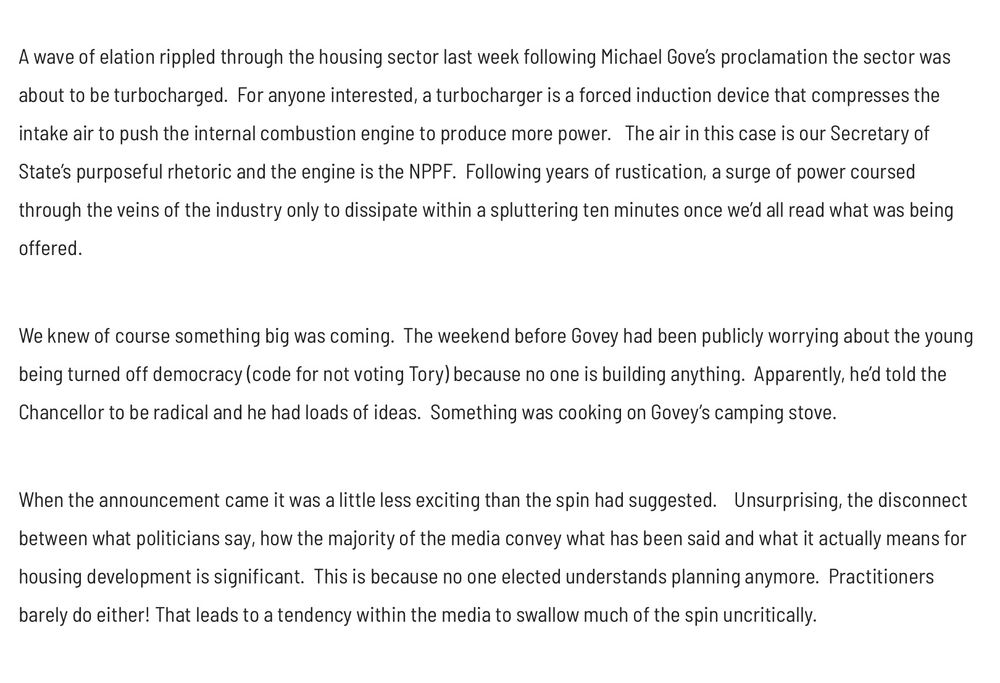 A wave of elation rippled through the housing sector last week following Michael Gove’s proclamation the sector was
about to be turbocharged.  For anyone interested, a turbocharger is a forced induction device that compresses the
intake air to push the internal combustion engine to produce more power.   The air in this case is our Secretary of
State’s purposeful rhetoric and the engine is the NPPF.  Following years of rustication, a surge of power coursed
through the veins of the industry only to dissipate within a spluttering ten minutes once we’d all read what was being
offered.

We knew of course something big was coming.  The weekend before Govey had been publicly worrying about the young
being turned off democracy (code for not voting Tory) because no one is building anything.  Apparently, he’d told the
Chancellor to be radical and he had loads of ideas.  Something was cooking on Govey’s camping stove.

When the announcement came it was a little less exciting than the spin had suggested.    Unsurprising, the disconnect
between what politicians say, how the majority of the media convey what has been said and what it actually means for
housing development is significant.  This is because no one elected understands planning anymore.  Practitioners
barely do either! That leads to a tendency within the media to swallow much of the spin uncritically.